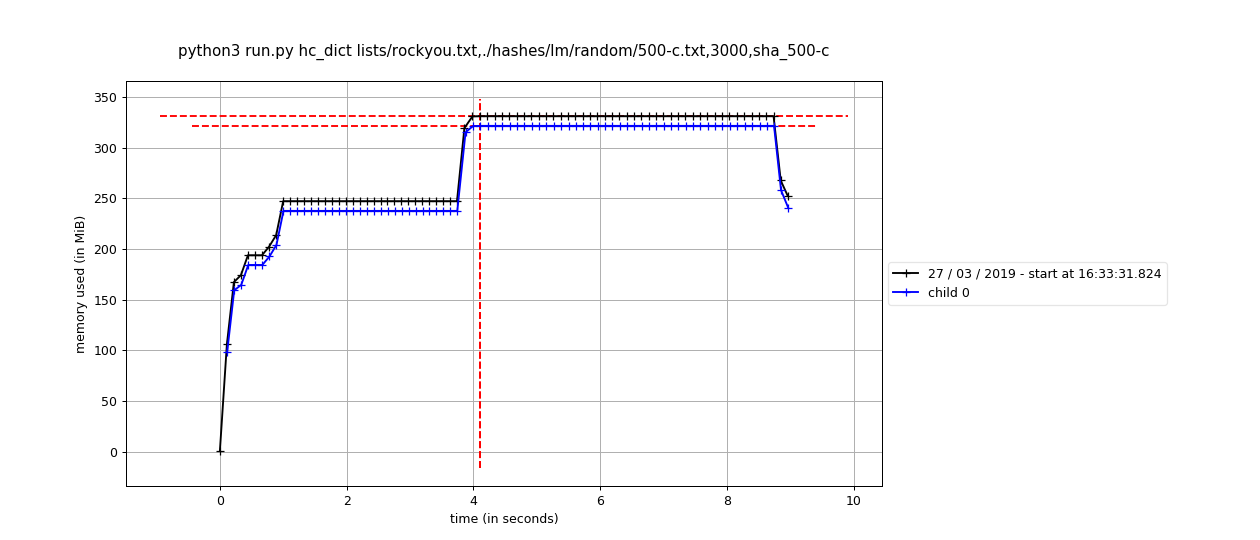 python3 run.py hc_dict lists/rockyou.txt,./hashes/lm/random/500-c.txt,3000,sha_500-c
350
300
250
200
150
100
50
0
memory used (in MiB)
0 2 4 6 8 10
time (in seconds)
27 / 03 / 2019 - start at 16:33:31.824
child 0